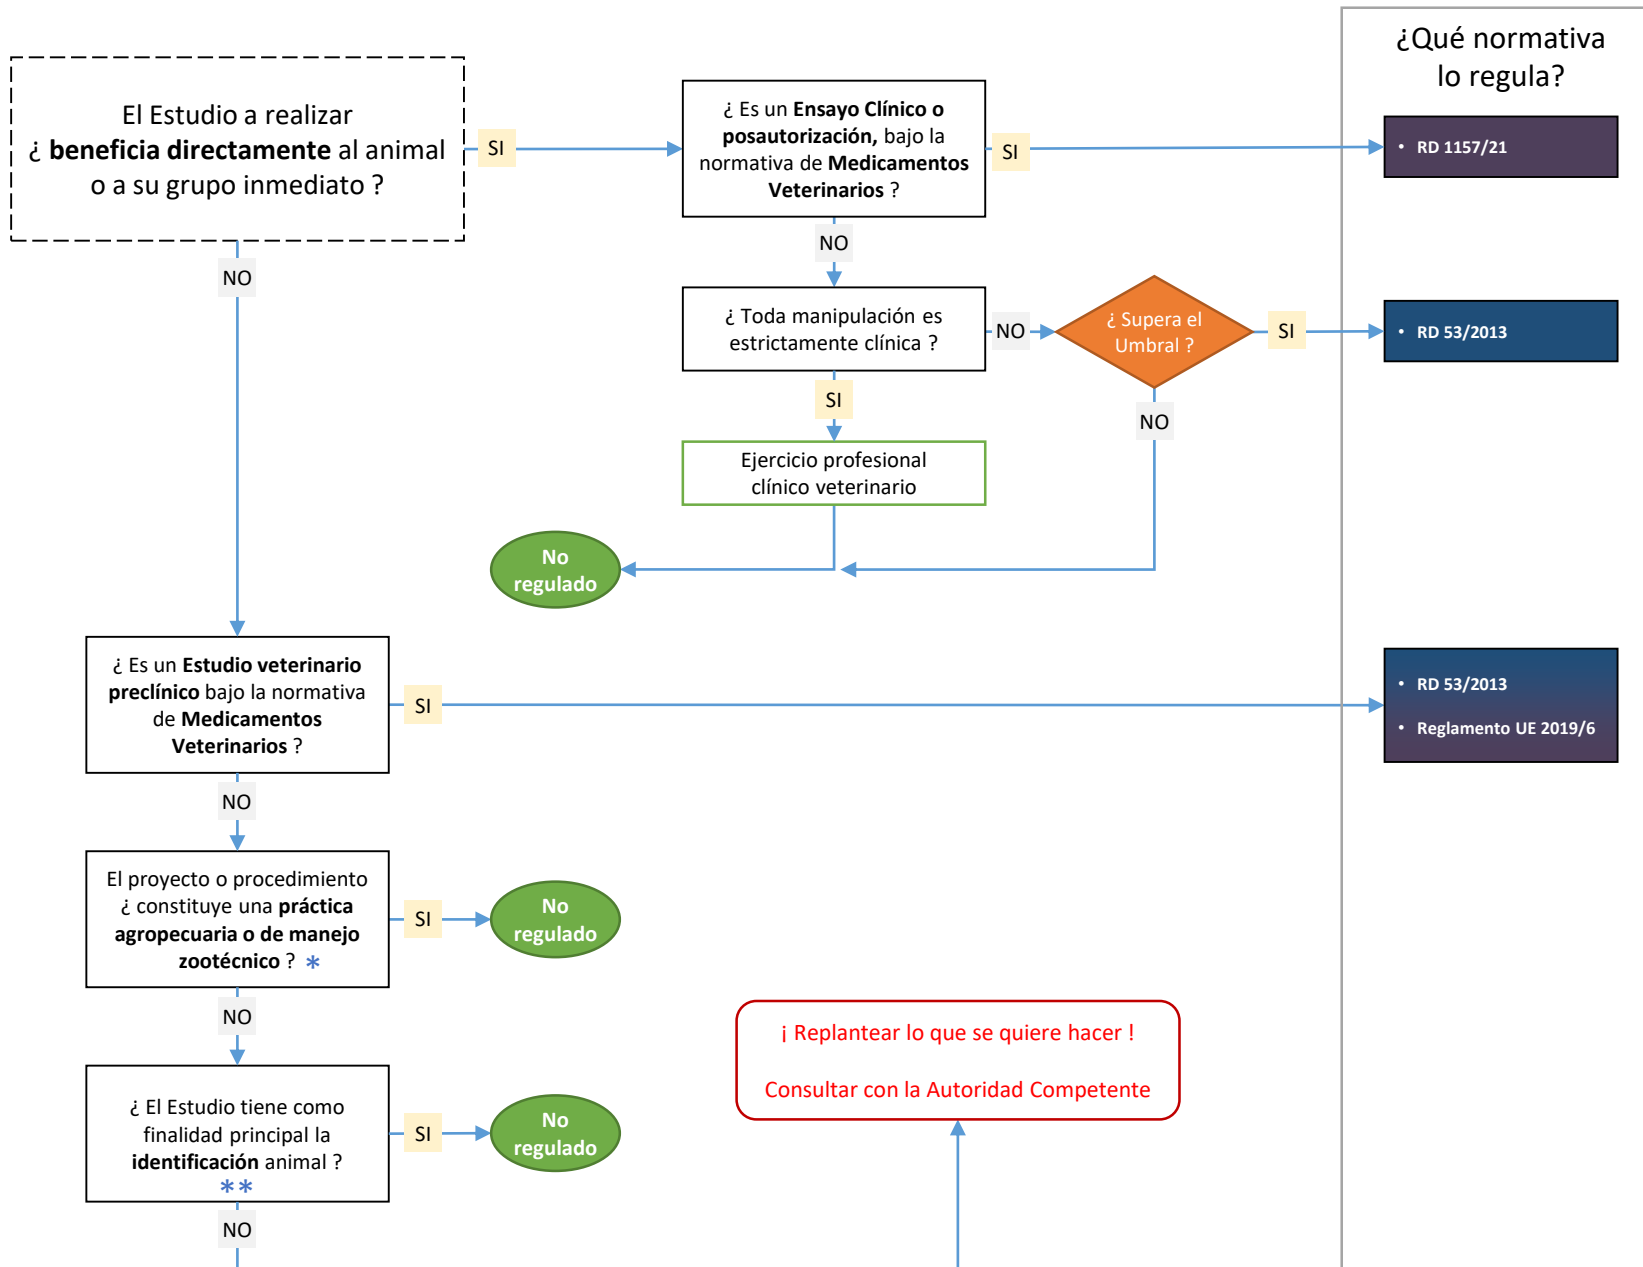 ¿Qué normativa
lo regula?
El Estudio a realizar
¿ beneficia directamente al animal
o a su grupo inmediato ?
SI
¿ Es un Ensayo Clínico o
posautorización, bajo la
normativa de Medicamentos
Veterinarios ?
SI
• RD 1157/21
NO
NO
¿ Toda manipulación es
estrictamente clínica ?
NO
¿ Supera el
Umbral ?
SI
• RD 53/2013
SI
NO
Ejercicio profesional
clínico veterinario
No
regulado
¿ Es un Estudio veterinario
preclínico bajo la normativa
de Medicamentos
Veterinarios ?
SI
• RD 53/2013
• Reglamento UE 2019/6
NO
El proyecto o procedimiento
¿ constituye una práctica
agropecuaria o de manejo
zootécnico ? *
SI
No
regulado
NO
¡ Replantear lo que se quiere hacer !
Consultar con la Autoridad Competente
¿ El Estudio tiene como
finalidad principal la
identificación animal ?
**
SI
No
regulado
NO